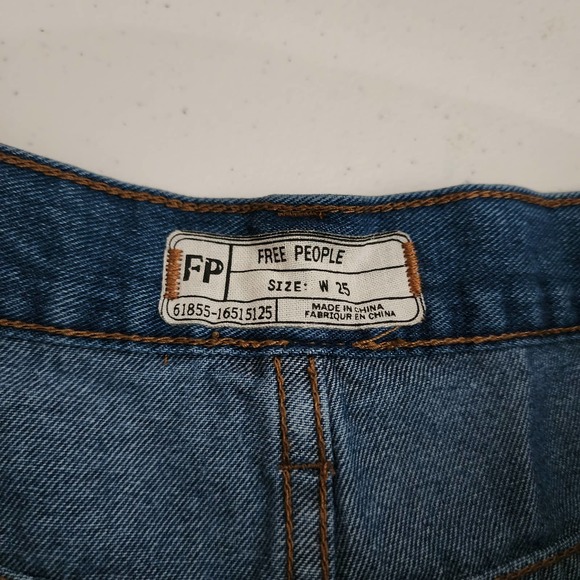 FP
FREE PEOPLE
SIZE: W 25
61855-16515125
MADE IN CHINA
FABRIQUR EN CHINA